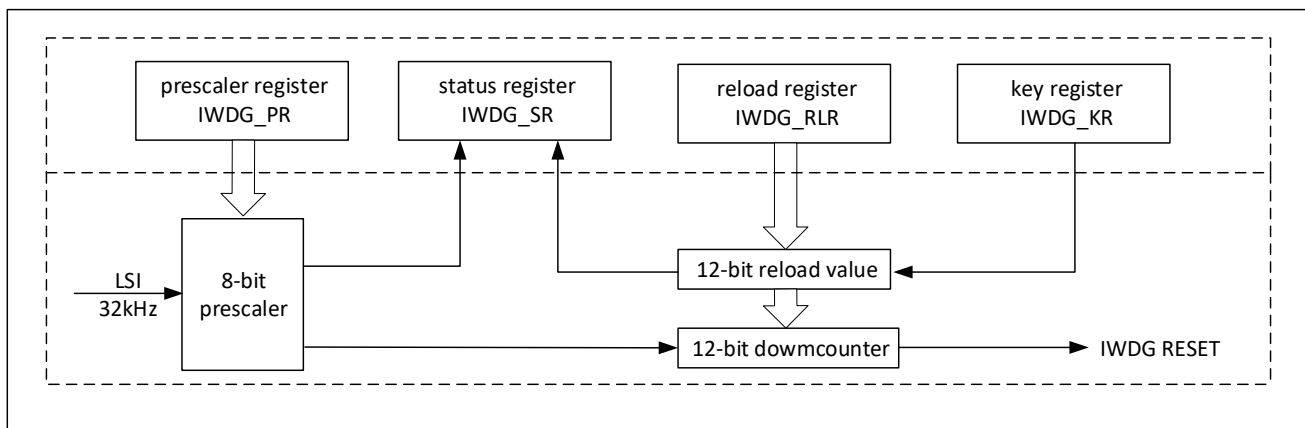 prescaler register
IWDG_PR
status register
IWDG_SR
reload register
IWDG_RLR
key register
IWDG_KR
LSI
32kHz
8-bit
prescaler
12-bit reload value
12-bit dowmcounter
IWDG RESET